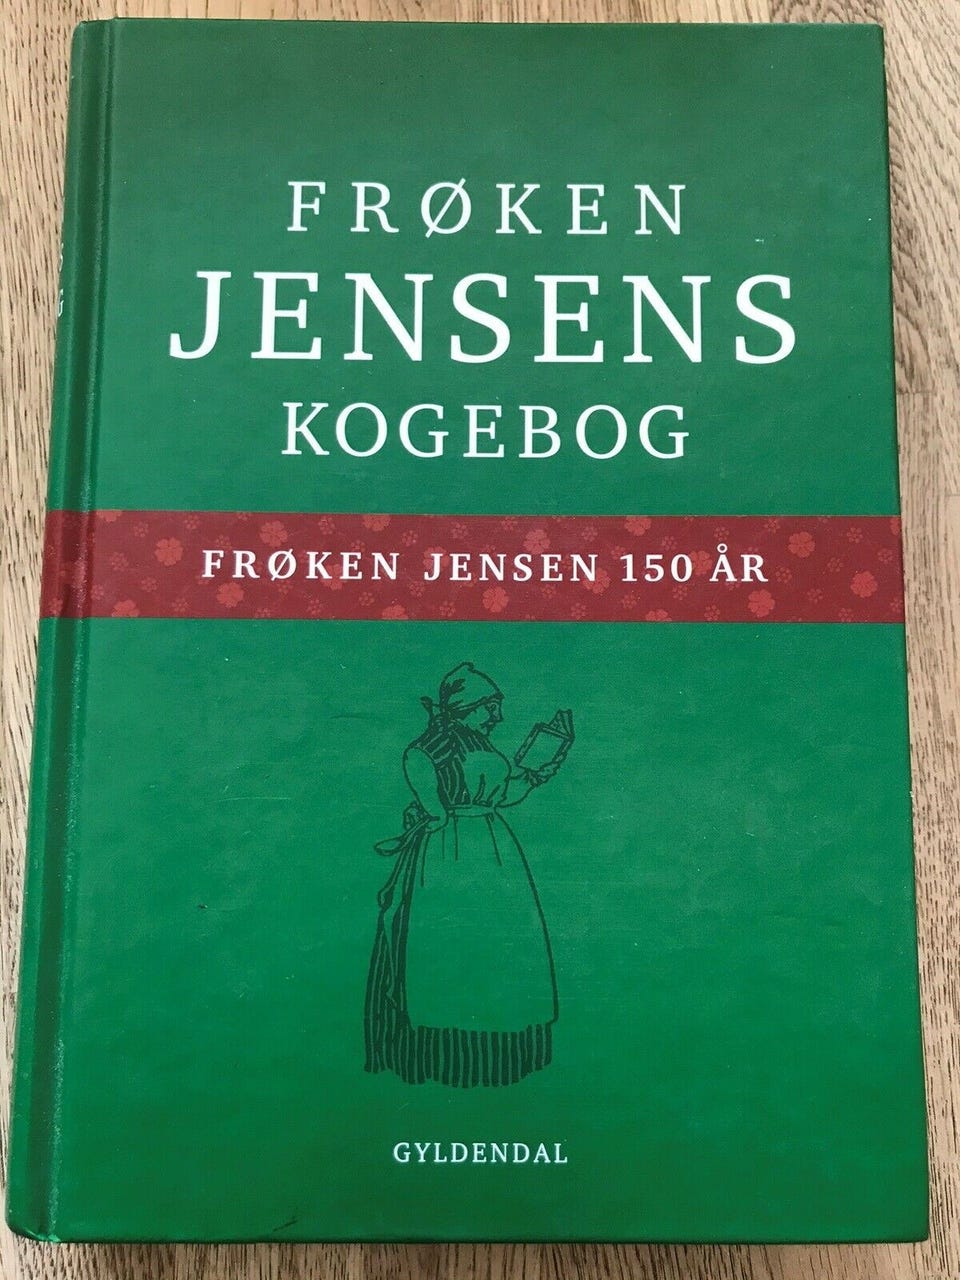 FRØKEN
JENSENS
KOGEBOG
FRØKEN JENSEN 150 ÅR
GYLDENDAL